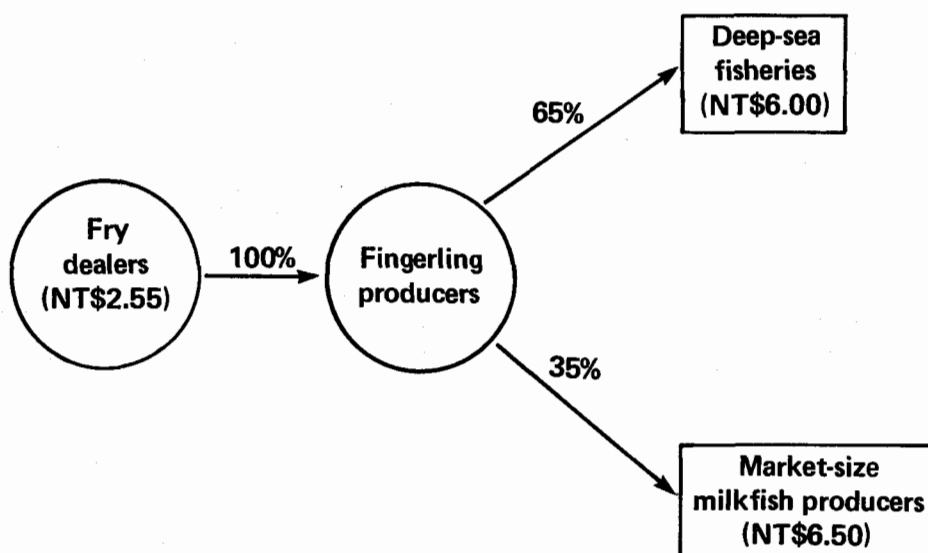 Fry
dealers
(NT$2.55)
100%
Fingerling
producers
65%
Deep-sea
fisheries
(NT$6.00)
35%
Market-size
milkfish producers
(NT$6.50)